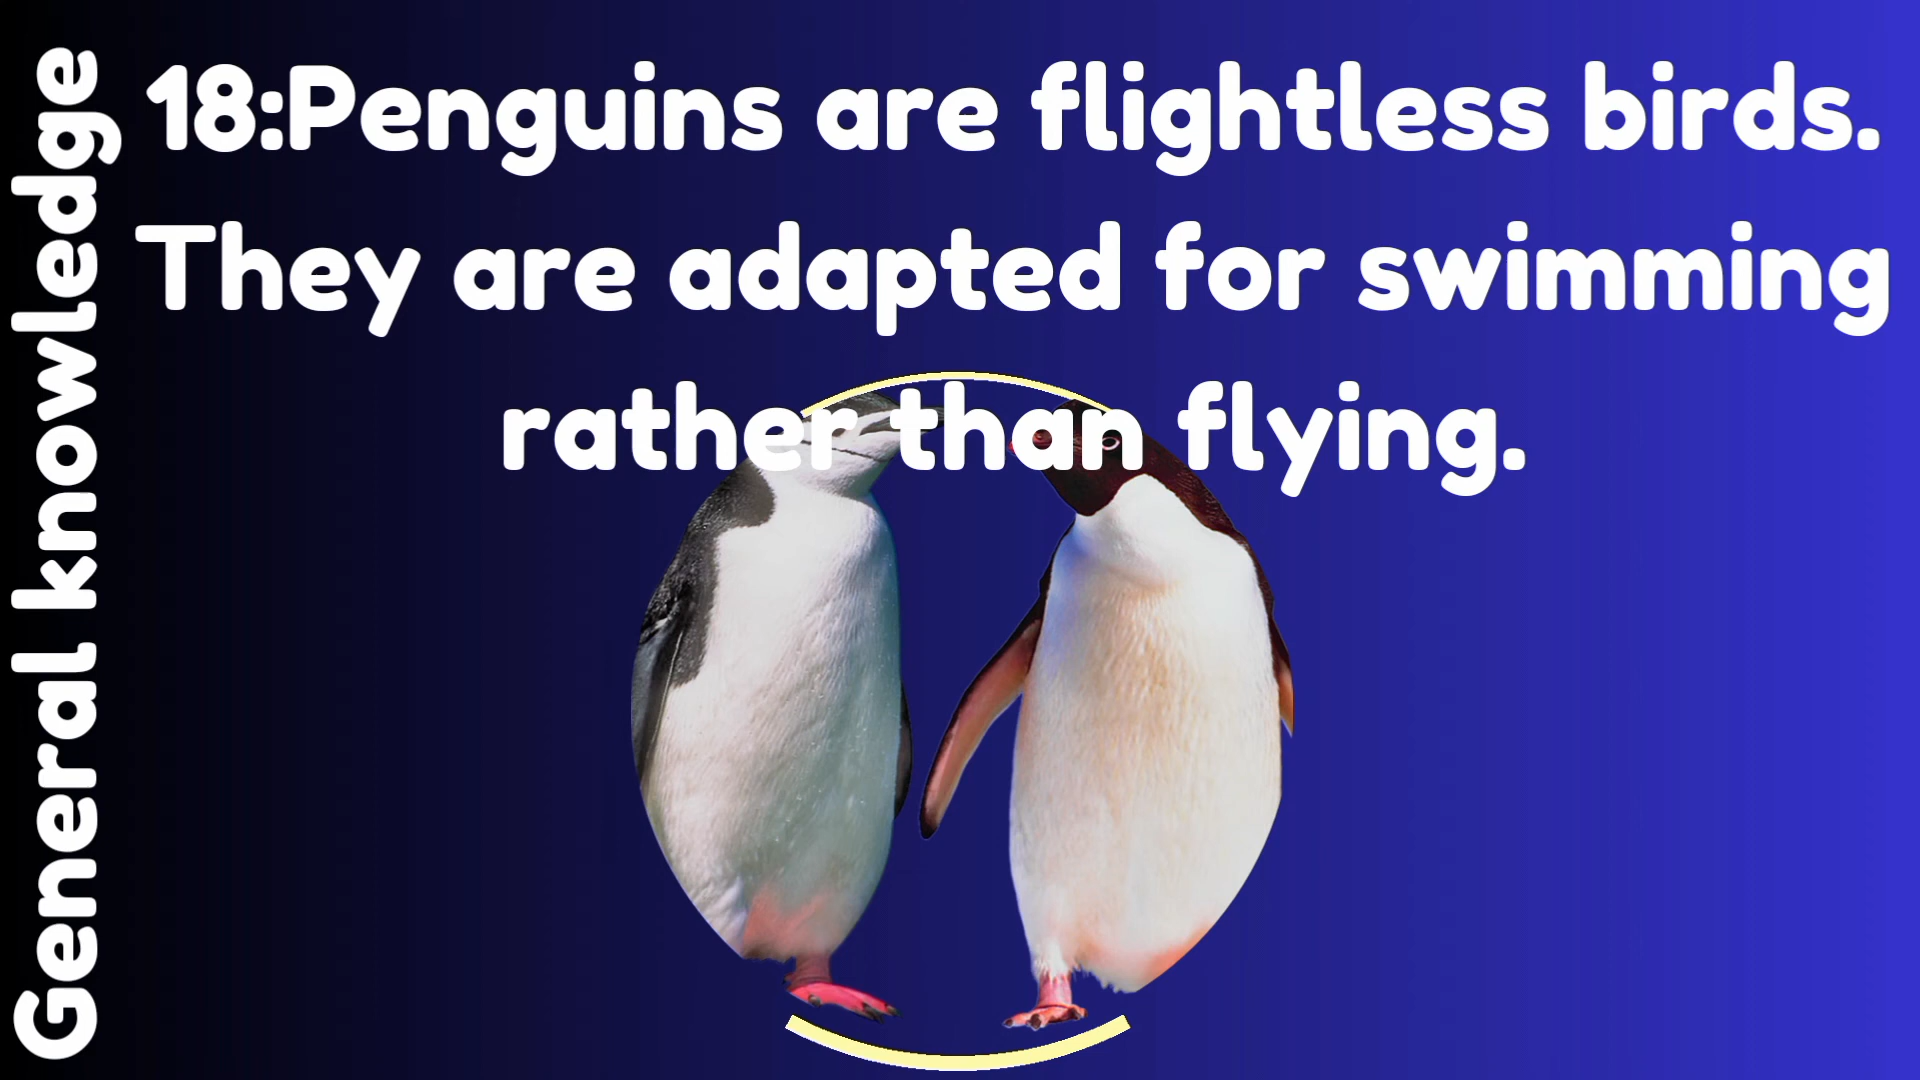 General knowledge
18:Penguins are flightless birds.
They are adapted for swimming
rather than flying.